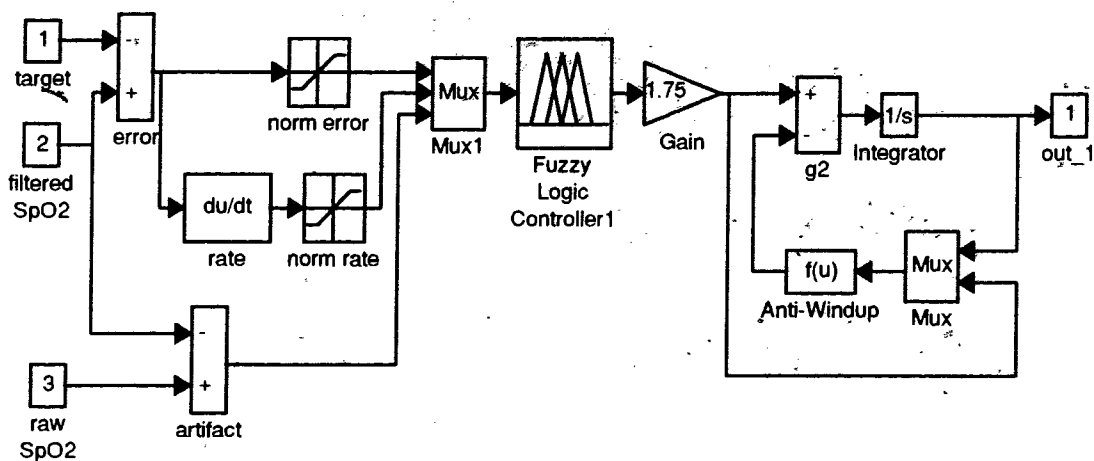 1
target
2
filtered
SpO2
3
raw
SpO2
-
+
error
norm error
du/dt
rate
norm rate
-
+
artifact
Mux
Mux1
Fuzzy
Logic
Controller1
1.75
Gain
+
-
g2
1/s
Integrator
1
out_1
f(u)
Anti-Windup
Mux
Mux